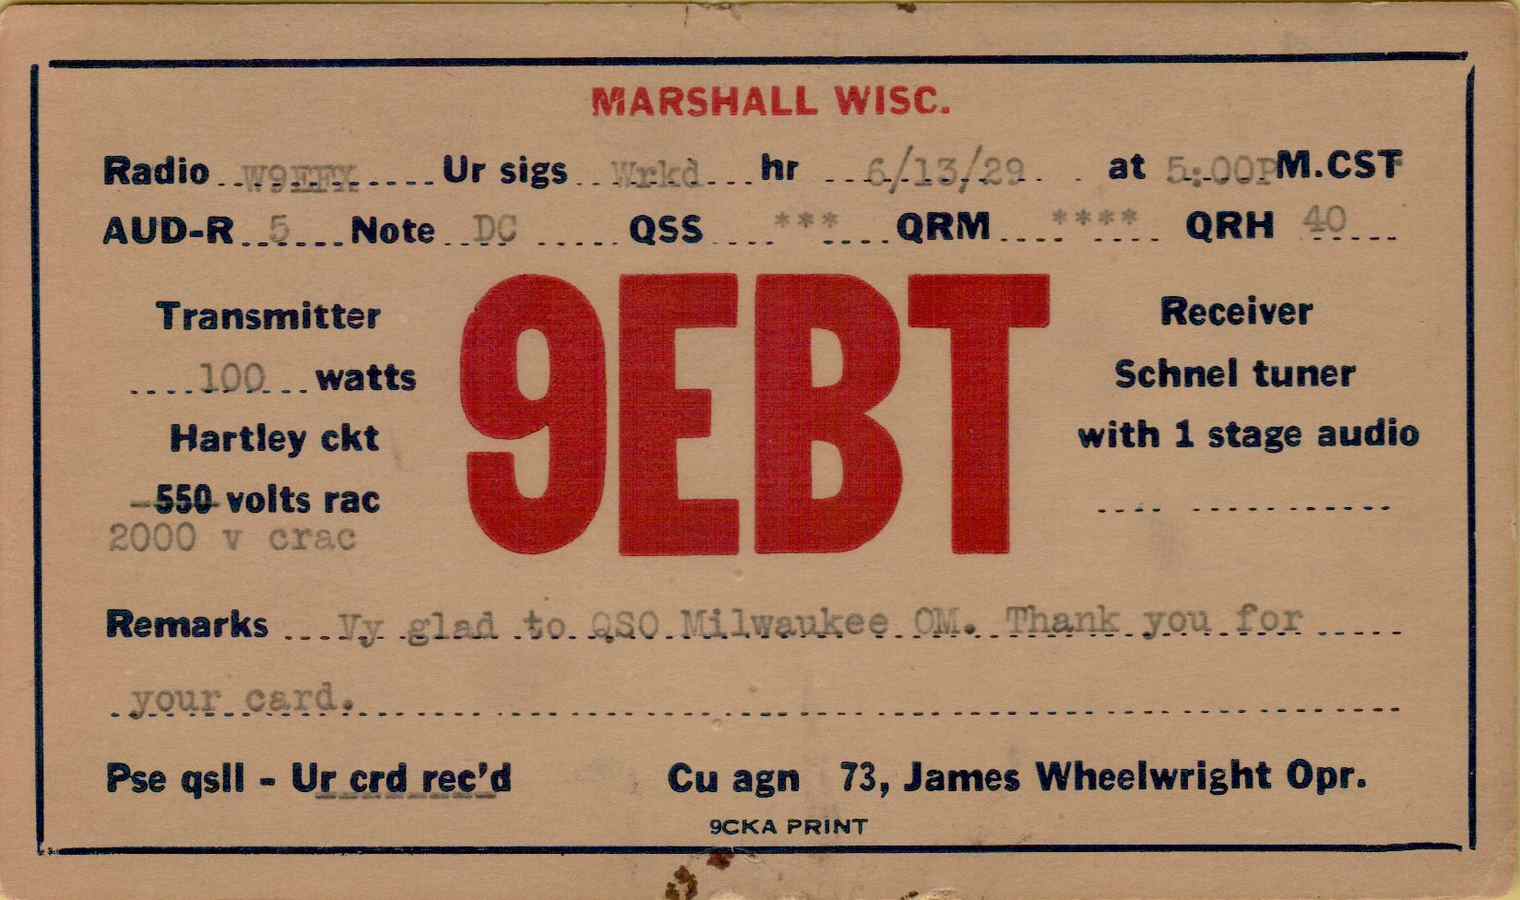 MARSHALL WISC.
Radio W9EFX Ur sigs Wrkd hr 6/13/29 at 5:00PM.CST
AUD-R 5 Note DC QSS *** QRM **** QRH 40
9EBT
Transmitter
100 watts
Hartley ckt
550 volts rac
2000 v crac
Receiver
Schnel tuner
with 1 stage audio
Remarks Vy glad to QSO Milwaukee OM. Thank you for
your card.
Pse qsll - Ur crd rec'd Cu agn 73, James Wheelwright Opr.
9CKA PRINT